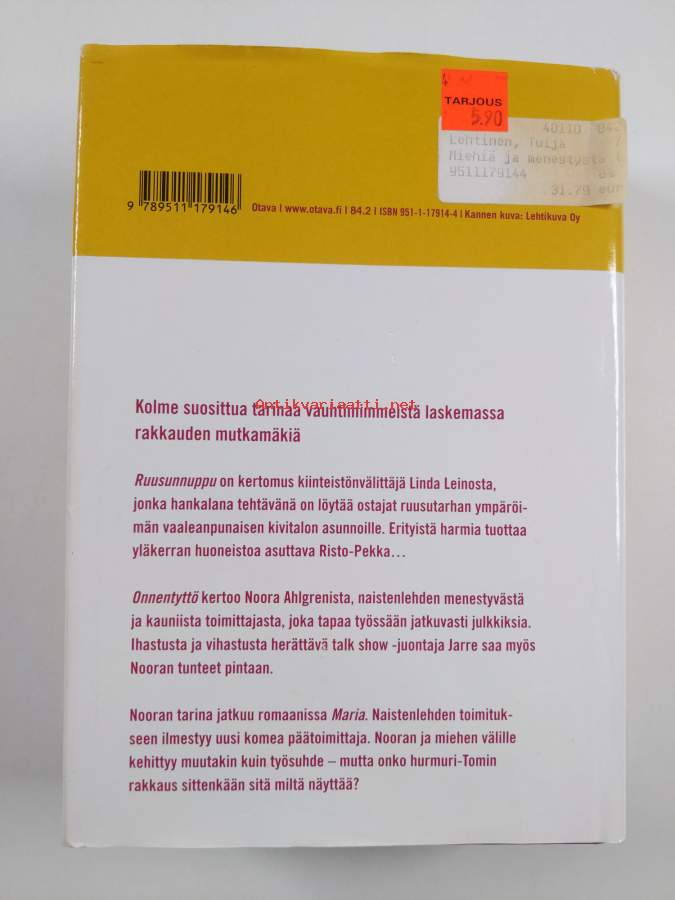 TARJOUS
5.90
40110 04-
Lehtinen, Tuija
Miehiä ja menestystä
9511179144
31.79 eur
9 789511 179146
Otava | www.otava.fi | 84.2 | ISBN 951-1-17914-4 | Kannen kuva: Lehtikuva Oy
Kolme suosittua tarinaa vauhtihimmeistä laskemassa
rakkauden mutkamäkiä
Antikvariaatti.net
Ruusunnuppu on kertomus kiinteistönvälittäjä Linda Leinosta,
jonka hankalana tehtävänä on löytää ostajat ruusutarhan ympäröi-
män vaaleanpunaisen kivitalon asunnoille. Erityistä harmia tuottaa
yläkerran huoneistoa asuttava Risto-Pekka...
Onnentyttö kertoo Noora Ahlgrenista, naistenlehden menestyvästä
ja kauniista toimittajasta, joka tapaa työssään jatkuvasti julkkiksia.
Ihastusta ja vihastusta herättävä talk show -juontaja Jarre saa myös
Nooran tunteet pintaan.
Nooran tarina jatkuu romaanissa Maria. Naistenlehden toimituk-
seen ilmestyy uusi komea päätoimittaja. Nooran ja miehen välille
kehittyy muutakin kuin työsuhde – mutta onko hurmuri-Tomin
rakkaus sittenkään sitä miltä näyttää?